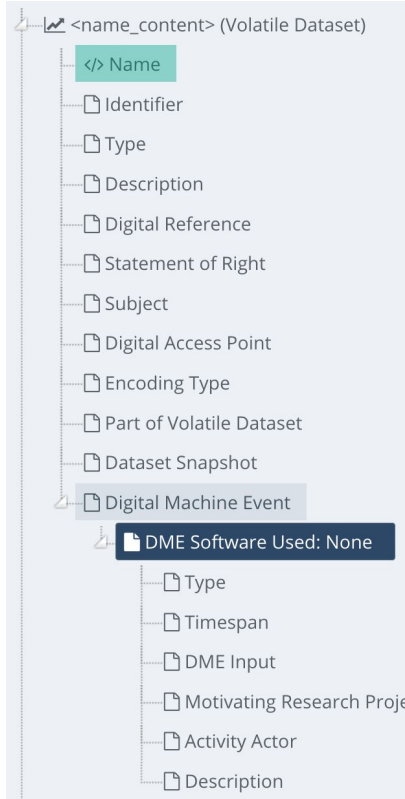 <name_content> (Volatile Dataset)
</> Name
Identifier
Type
Description
Digital Reference
Statement of Right
Subject
Digital Access Point
Encoding Type
Part of Volatile Dataset
Dataset Snapshot
Digital Machine Event
DME Software Used: None
Type
Timespan
DME Input
Motivating Research Proje
Activity Actor
Description